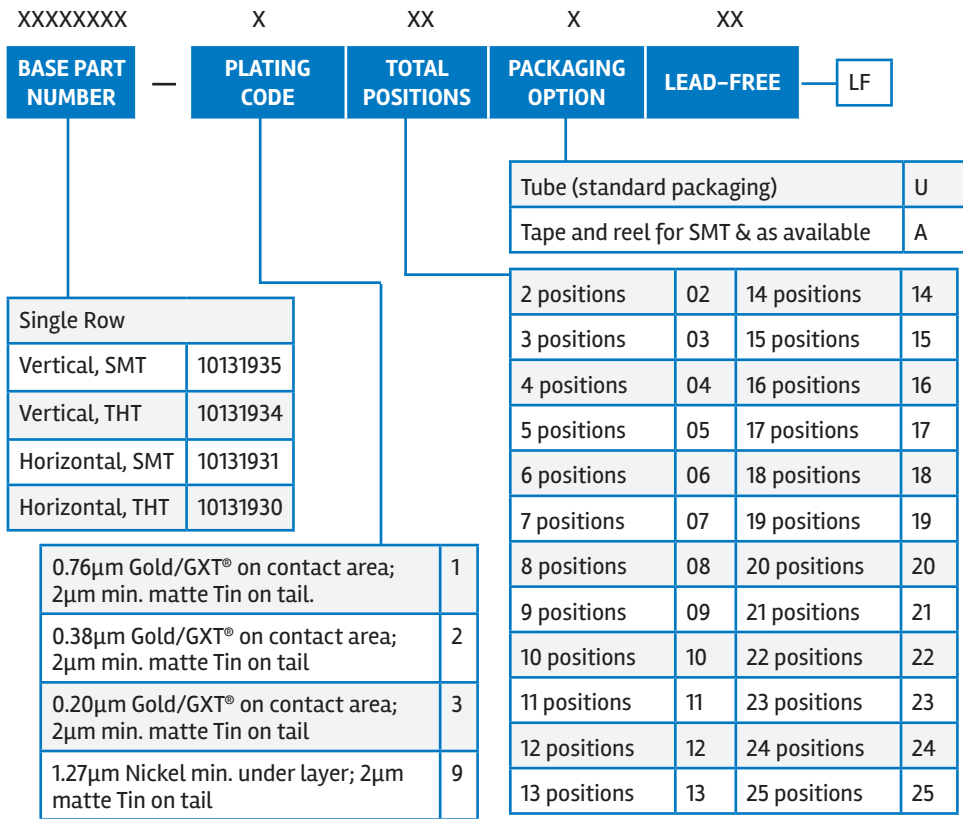 XXXXXXXX X XX X XX
BASE PART NUMBER — PLATING CODE TOTAL POSITIONS PACKAGING OPTION LEAD-FREE LF
Tube (standard packaging) U
Tape and reel for SMT & as available A
Single Row
Vertical, SMT 10131935
Vertical, THT 10131934
Horizontal, SMT 10131931
Horizontal, THT 10131930
0.76µm Gold/GXT® on contact area;
2µm min. matte Tin on tail. 1
0.38µm Gold/GXT® on contact area;
2µm min. matte Tin on tail 2
0.20µm Gold/GXT® on contact area;
2µm min. matte Tin on tail 3
1.27µm Nickel min. under layer; 2µm
matte Tin on tail 9
2 positions 02 14 positions 14
3 positions 03 15 positions 15
4 positions 04 16 positions 16
5 positions 05 17 positions 17
6 positions 06 18 positions 18
7 positions 07 19 positions 19
8 positions 08 20 positions 20
9 positions 09 21 positions 21
10 positions 10 22 positions 22
11 positions 11 23 positions 23
12 positions 12 24 positions 24
13 positions 13 25 positions 25